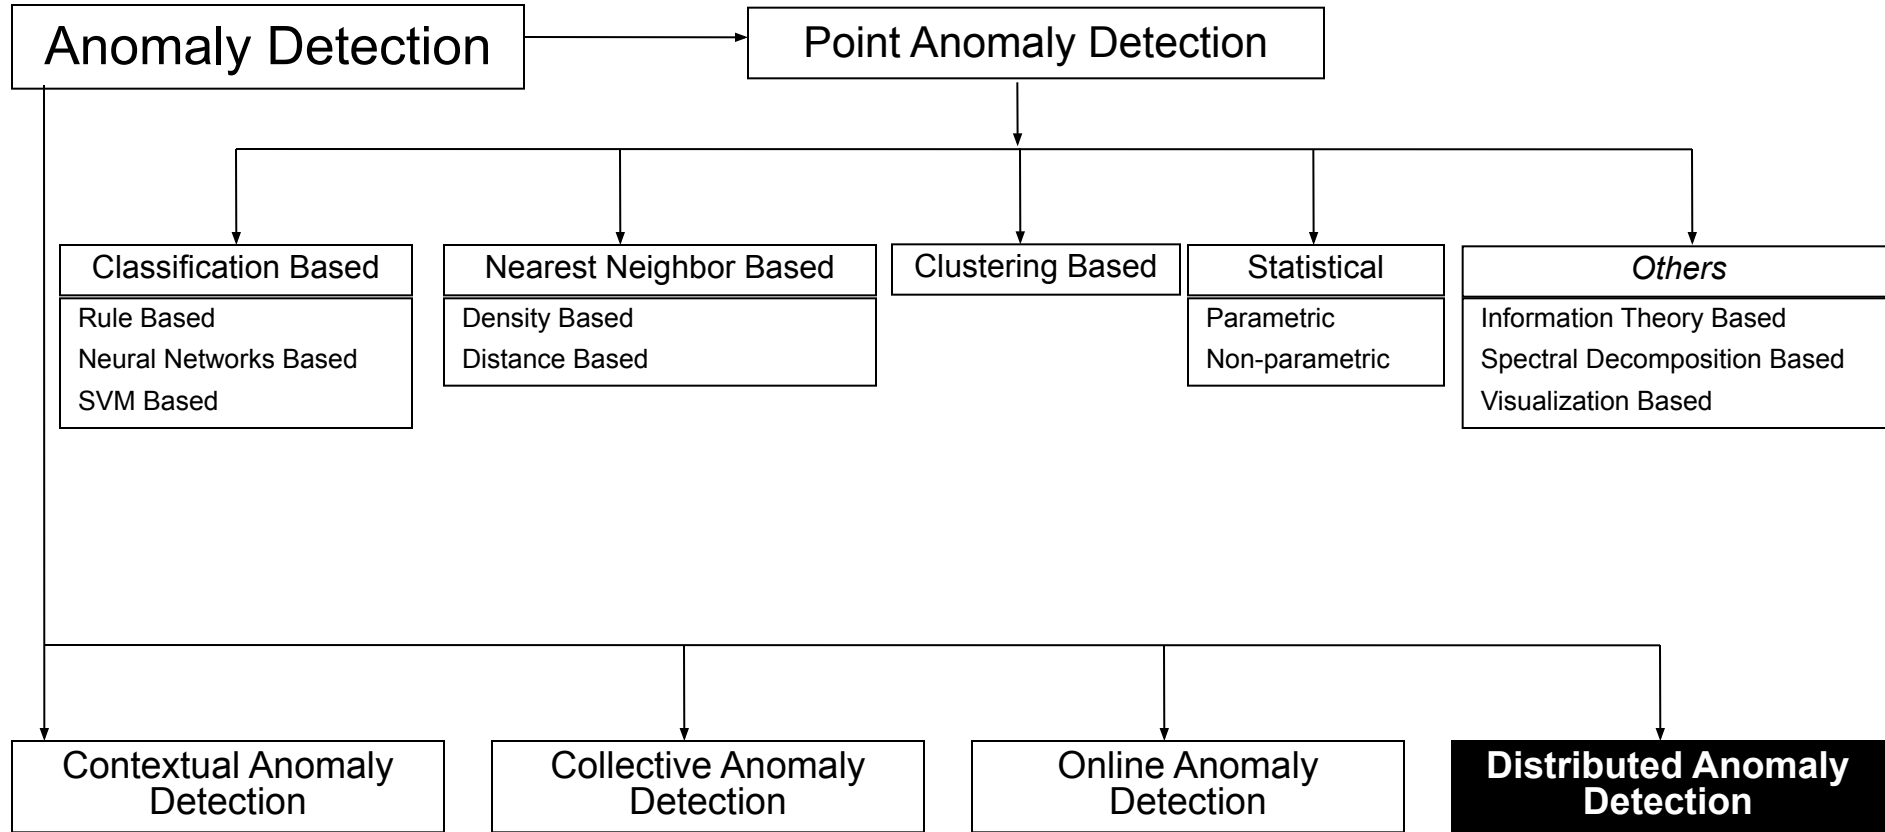 Anomaly Detection
Point Anomaly Detection
Classification Based
Rule Based
Neural Networks Based
SVM Based
Nearest Neighbor Based
Density Based
Distance Based
Clustering Based
Statistical
Parametric
Non-parametric
Others
Information Theory Based
Spectral Decomposition Based
Visualization Based
Contextual Anomaly
Detection
Collective Anomaly
Detection
Online Anomaly
Detection
Distributed Anomaly
Detection